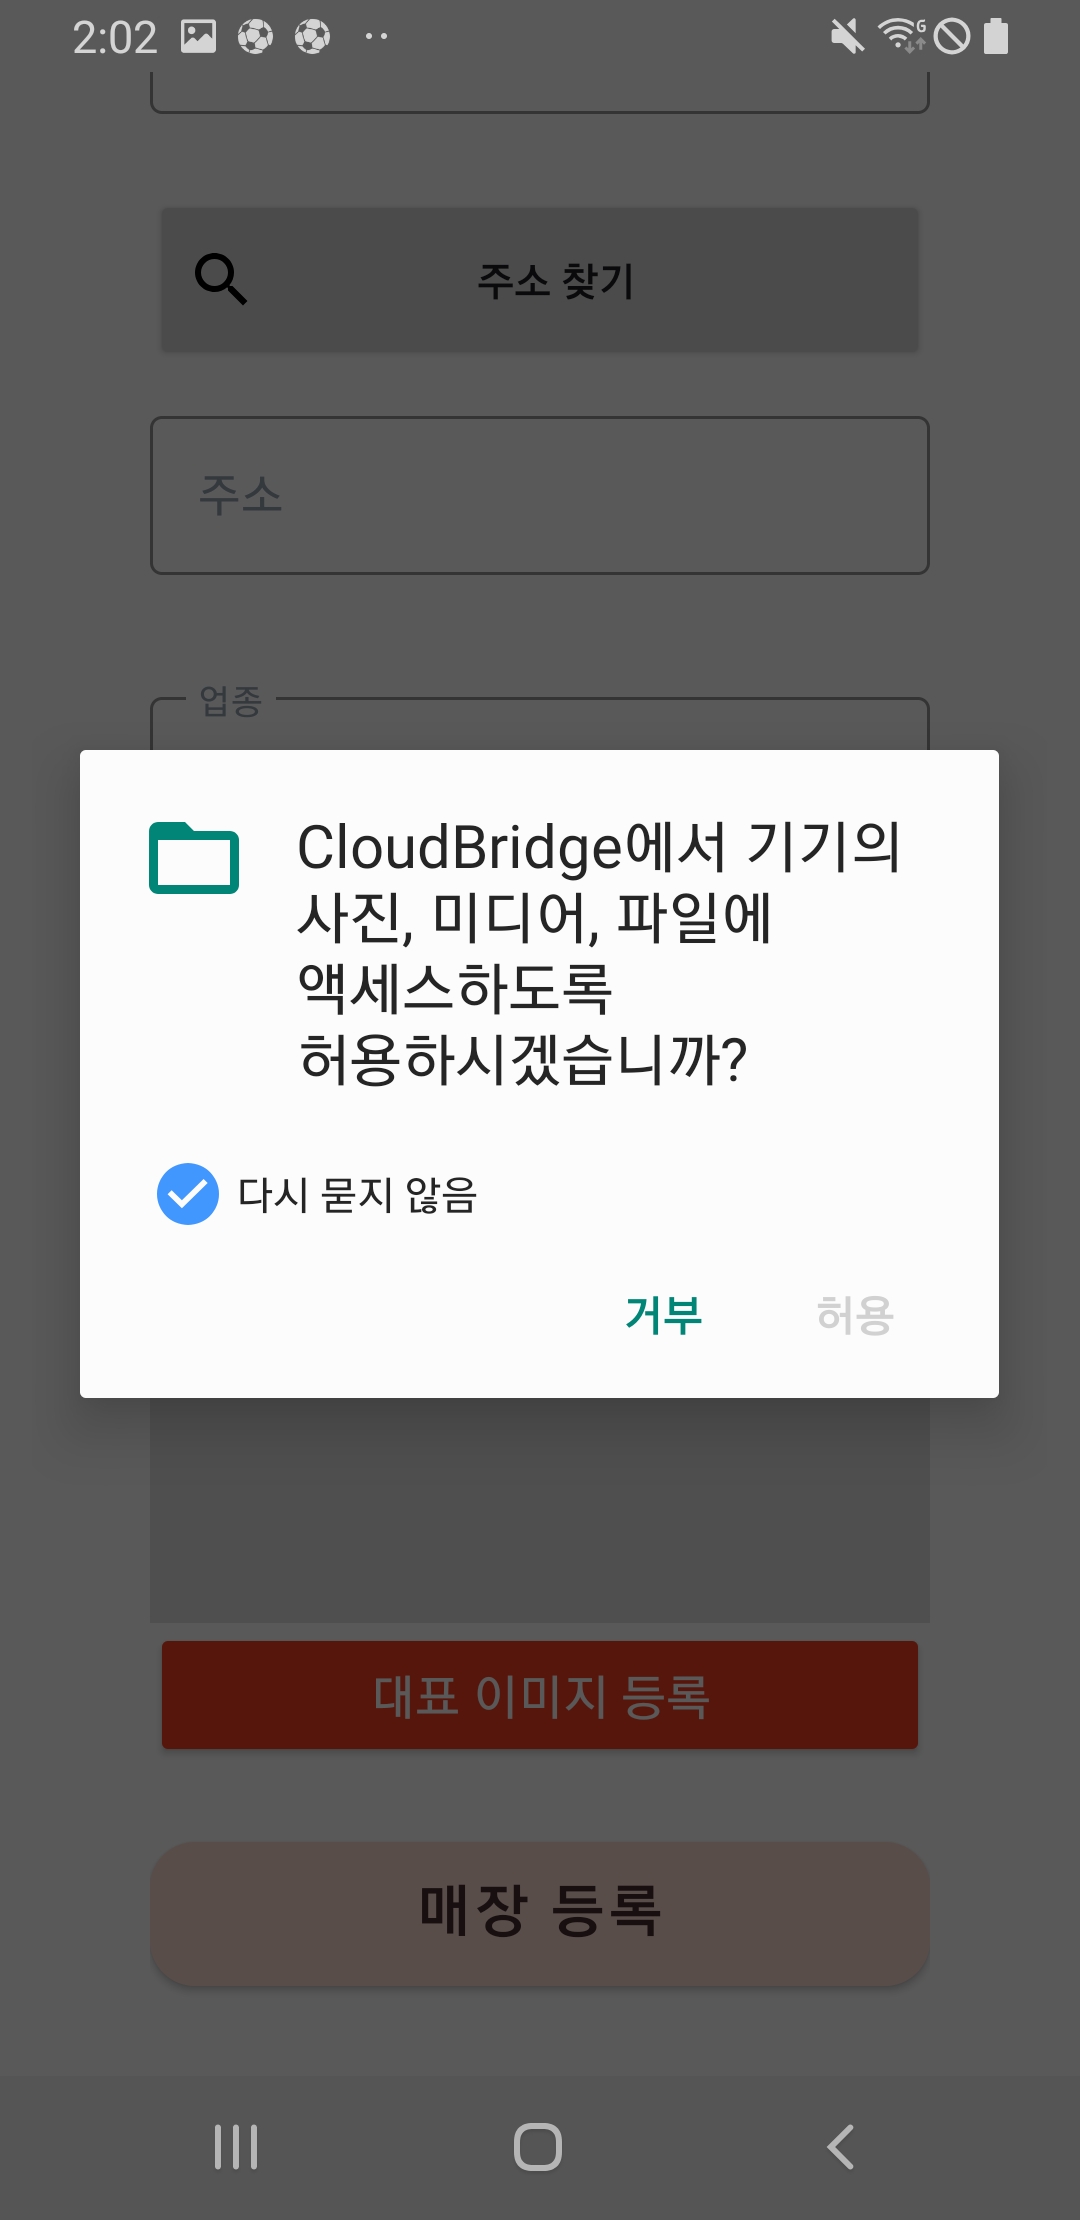 2:02
주소 찾기
주소
업종
CloudBridge에서 기기의
사진, 미디어, 파일에
액세스하도록
허용하시겠습니까?
다시 묻지 않음
거부 허용
대표 이미지 등록
매장 등록